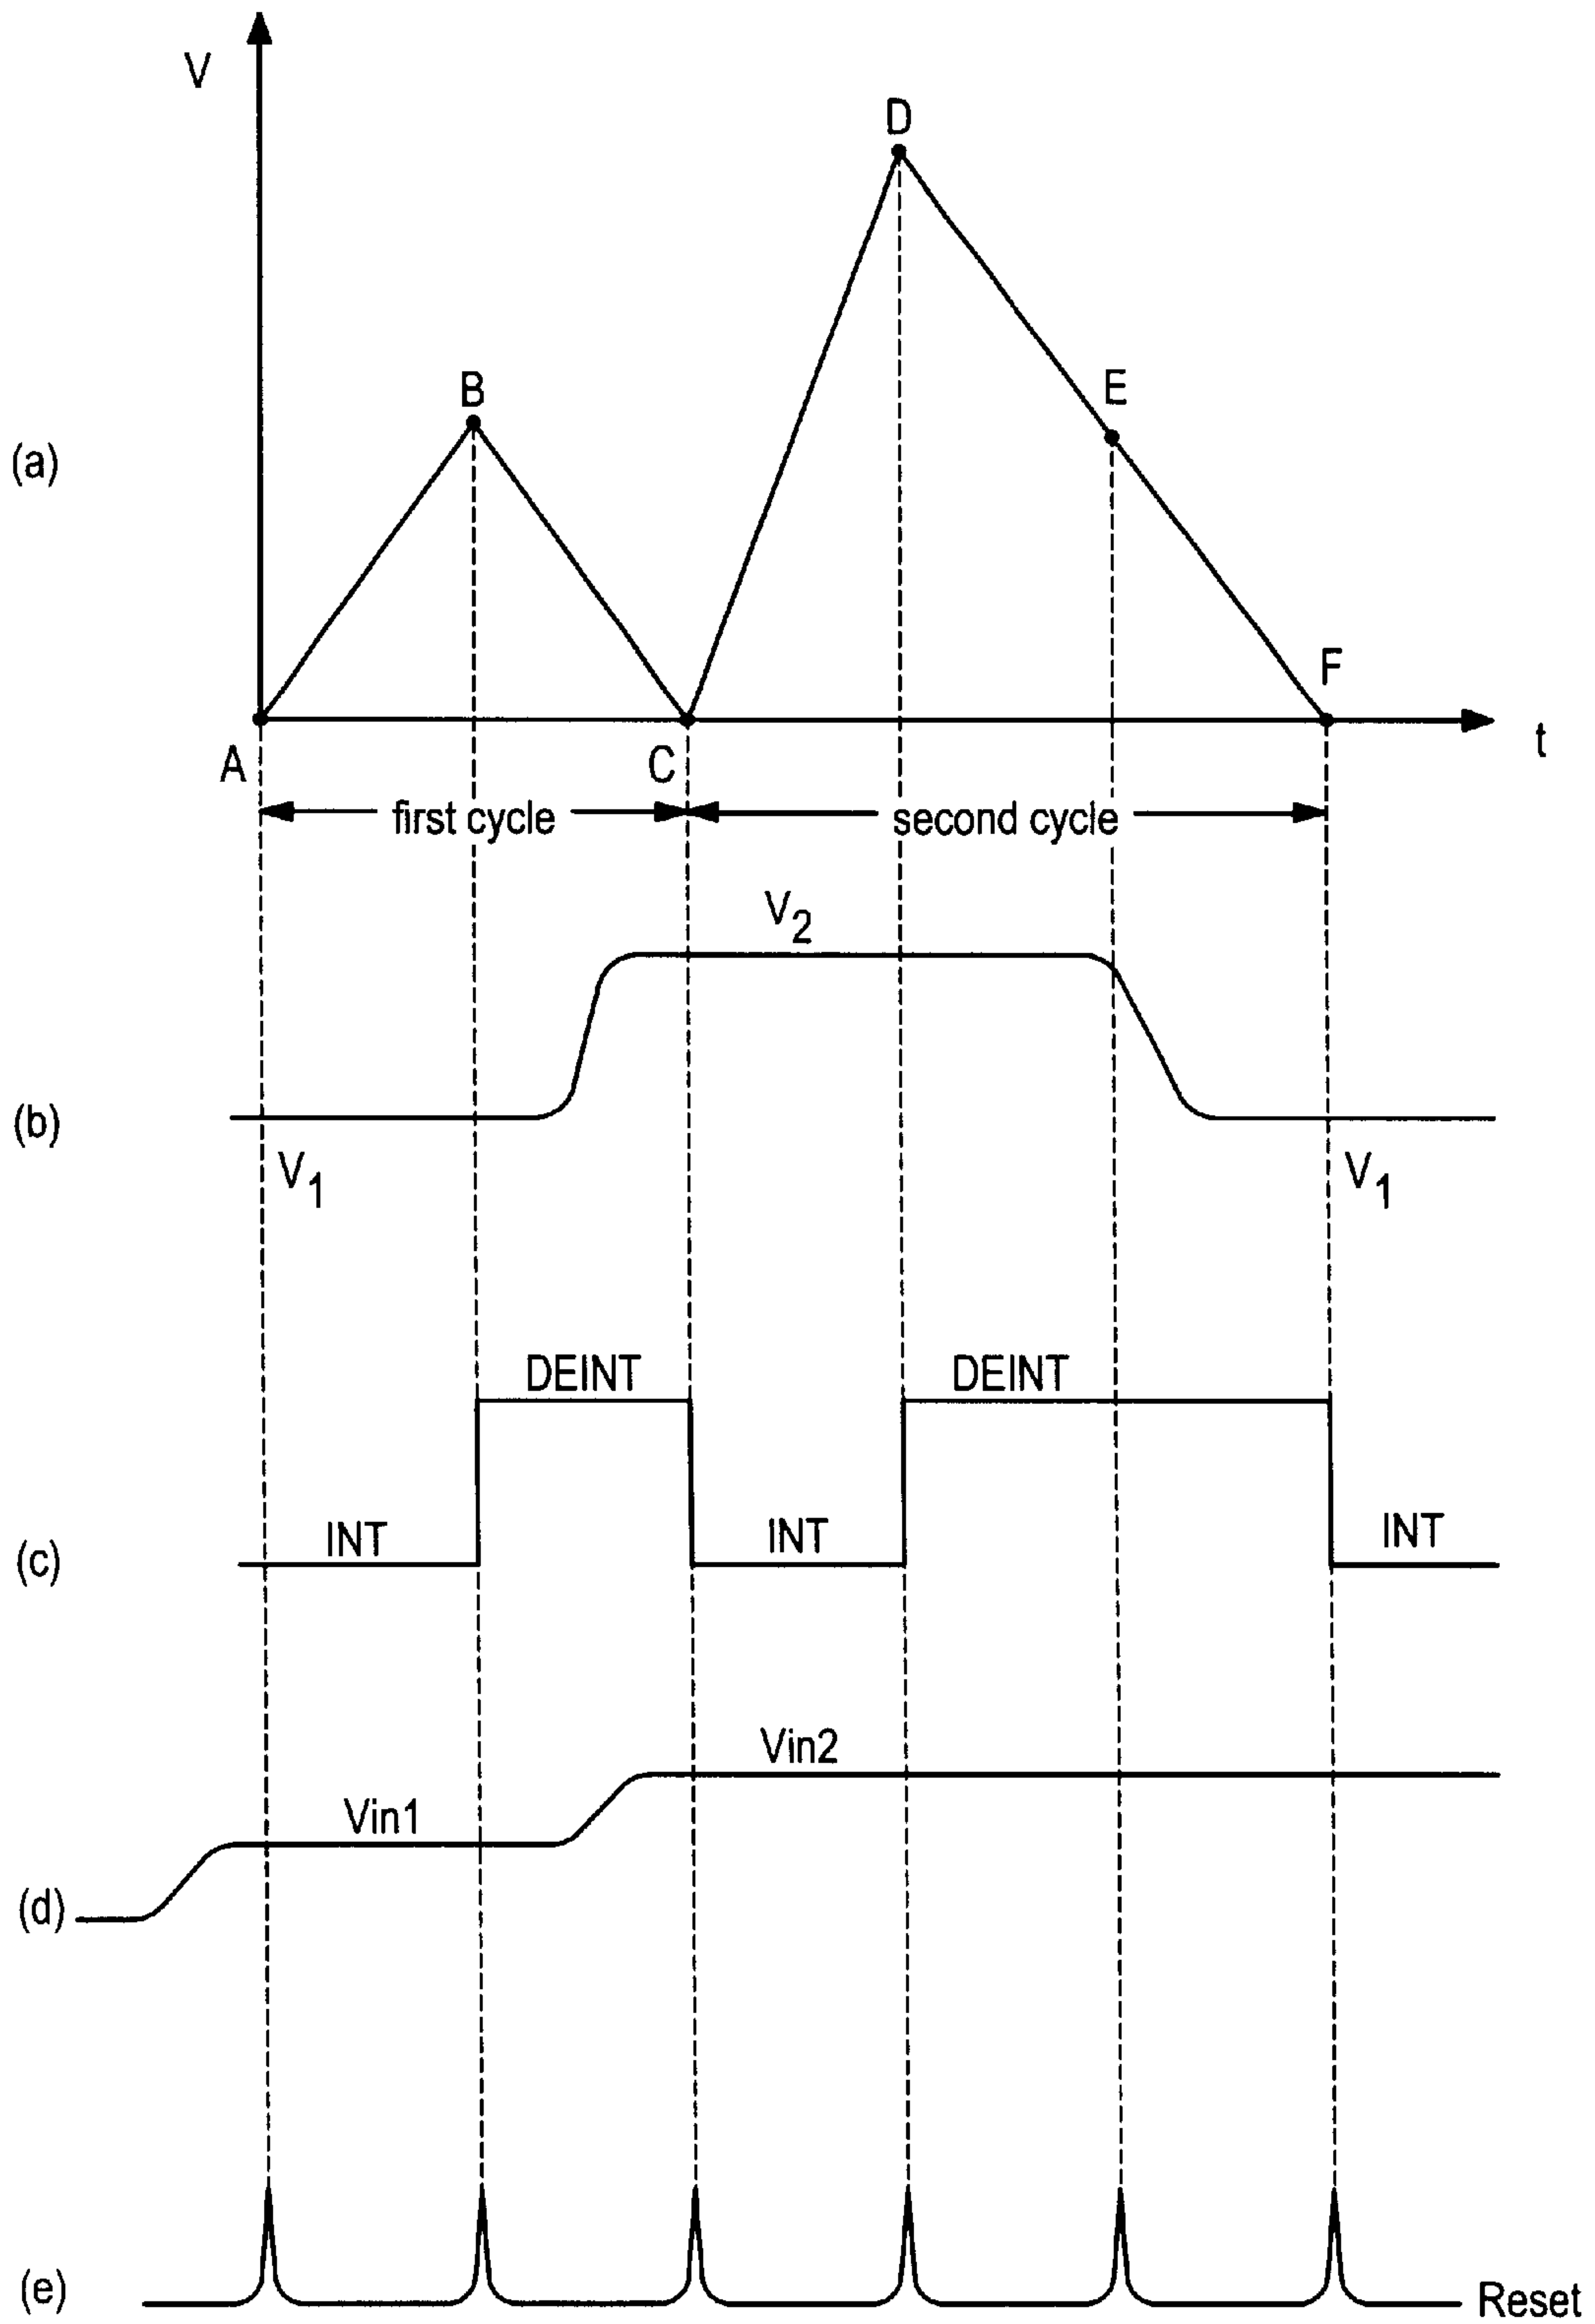 V
D
B
E
(a)
F
A
C
t
first cycle
second cycle
V2
(b)
V1
V1
DEINT
DEINT
INT
INT
INT
(c)
Vin2
Vin1
(d)
(e)
Reset